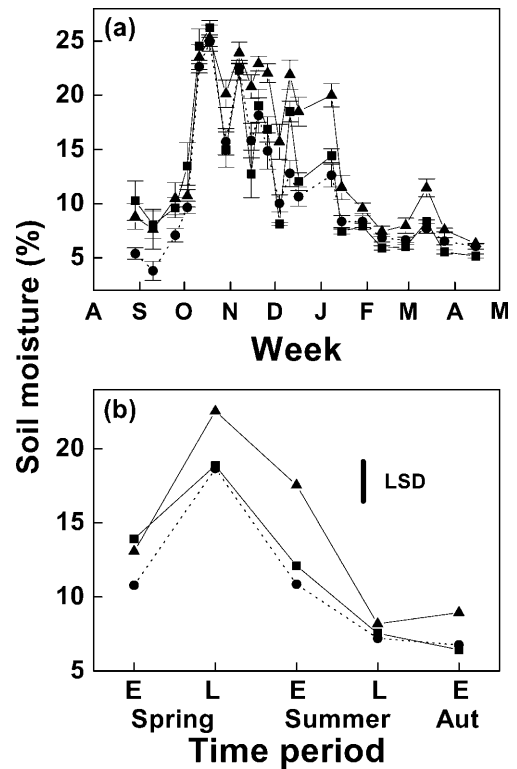 (a)
25
20
15
10
5
A S O N D J F M A M
Week
Soil moisture (%)
(b)
20
15
10
5
LSD
E L E L E
Spring Summer Aut
Time period